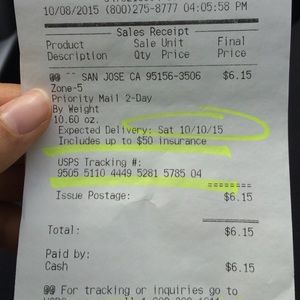 10/08/2015 (800)275-8777 04:05:58 PM
Sales Receipt
Product Sale Unit Final
Description Qty Price Price
@@ SAN JOSE CA 95156-3506 $6.15
Zone-5
Priority Mail 2-Day
By Weight
10.60 oz.
Expected Delivery: Sat 10/10/15
Includes up to $50 insurance
USPS Tracking #:
9505 5110 4449 5281 5785 04
========
Issue Postage: $6.15
========
Total: $6.15
Paid by:
Cash $6.15
@@ For tracking or inquiries go to